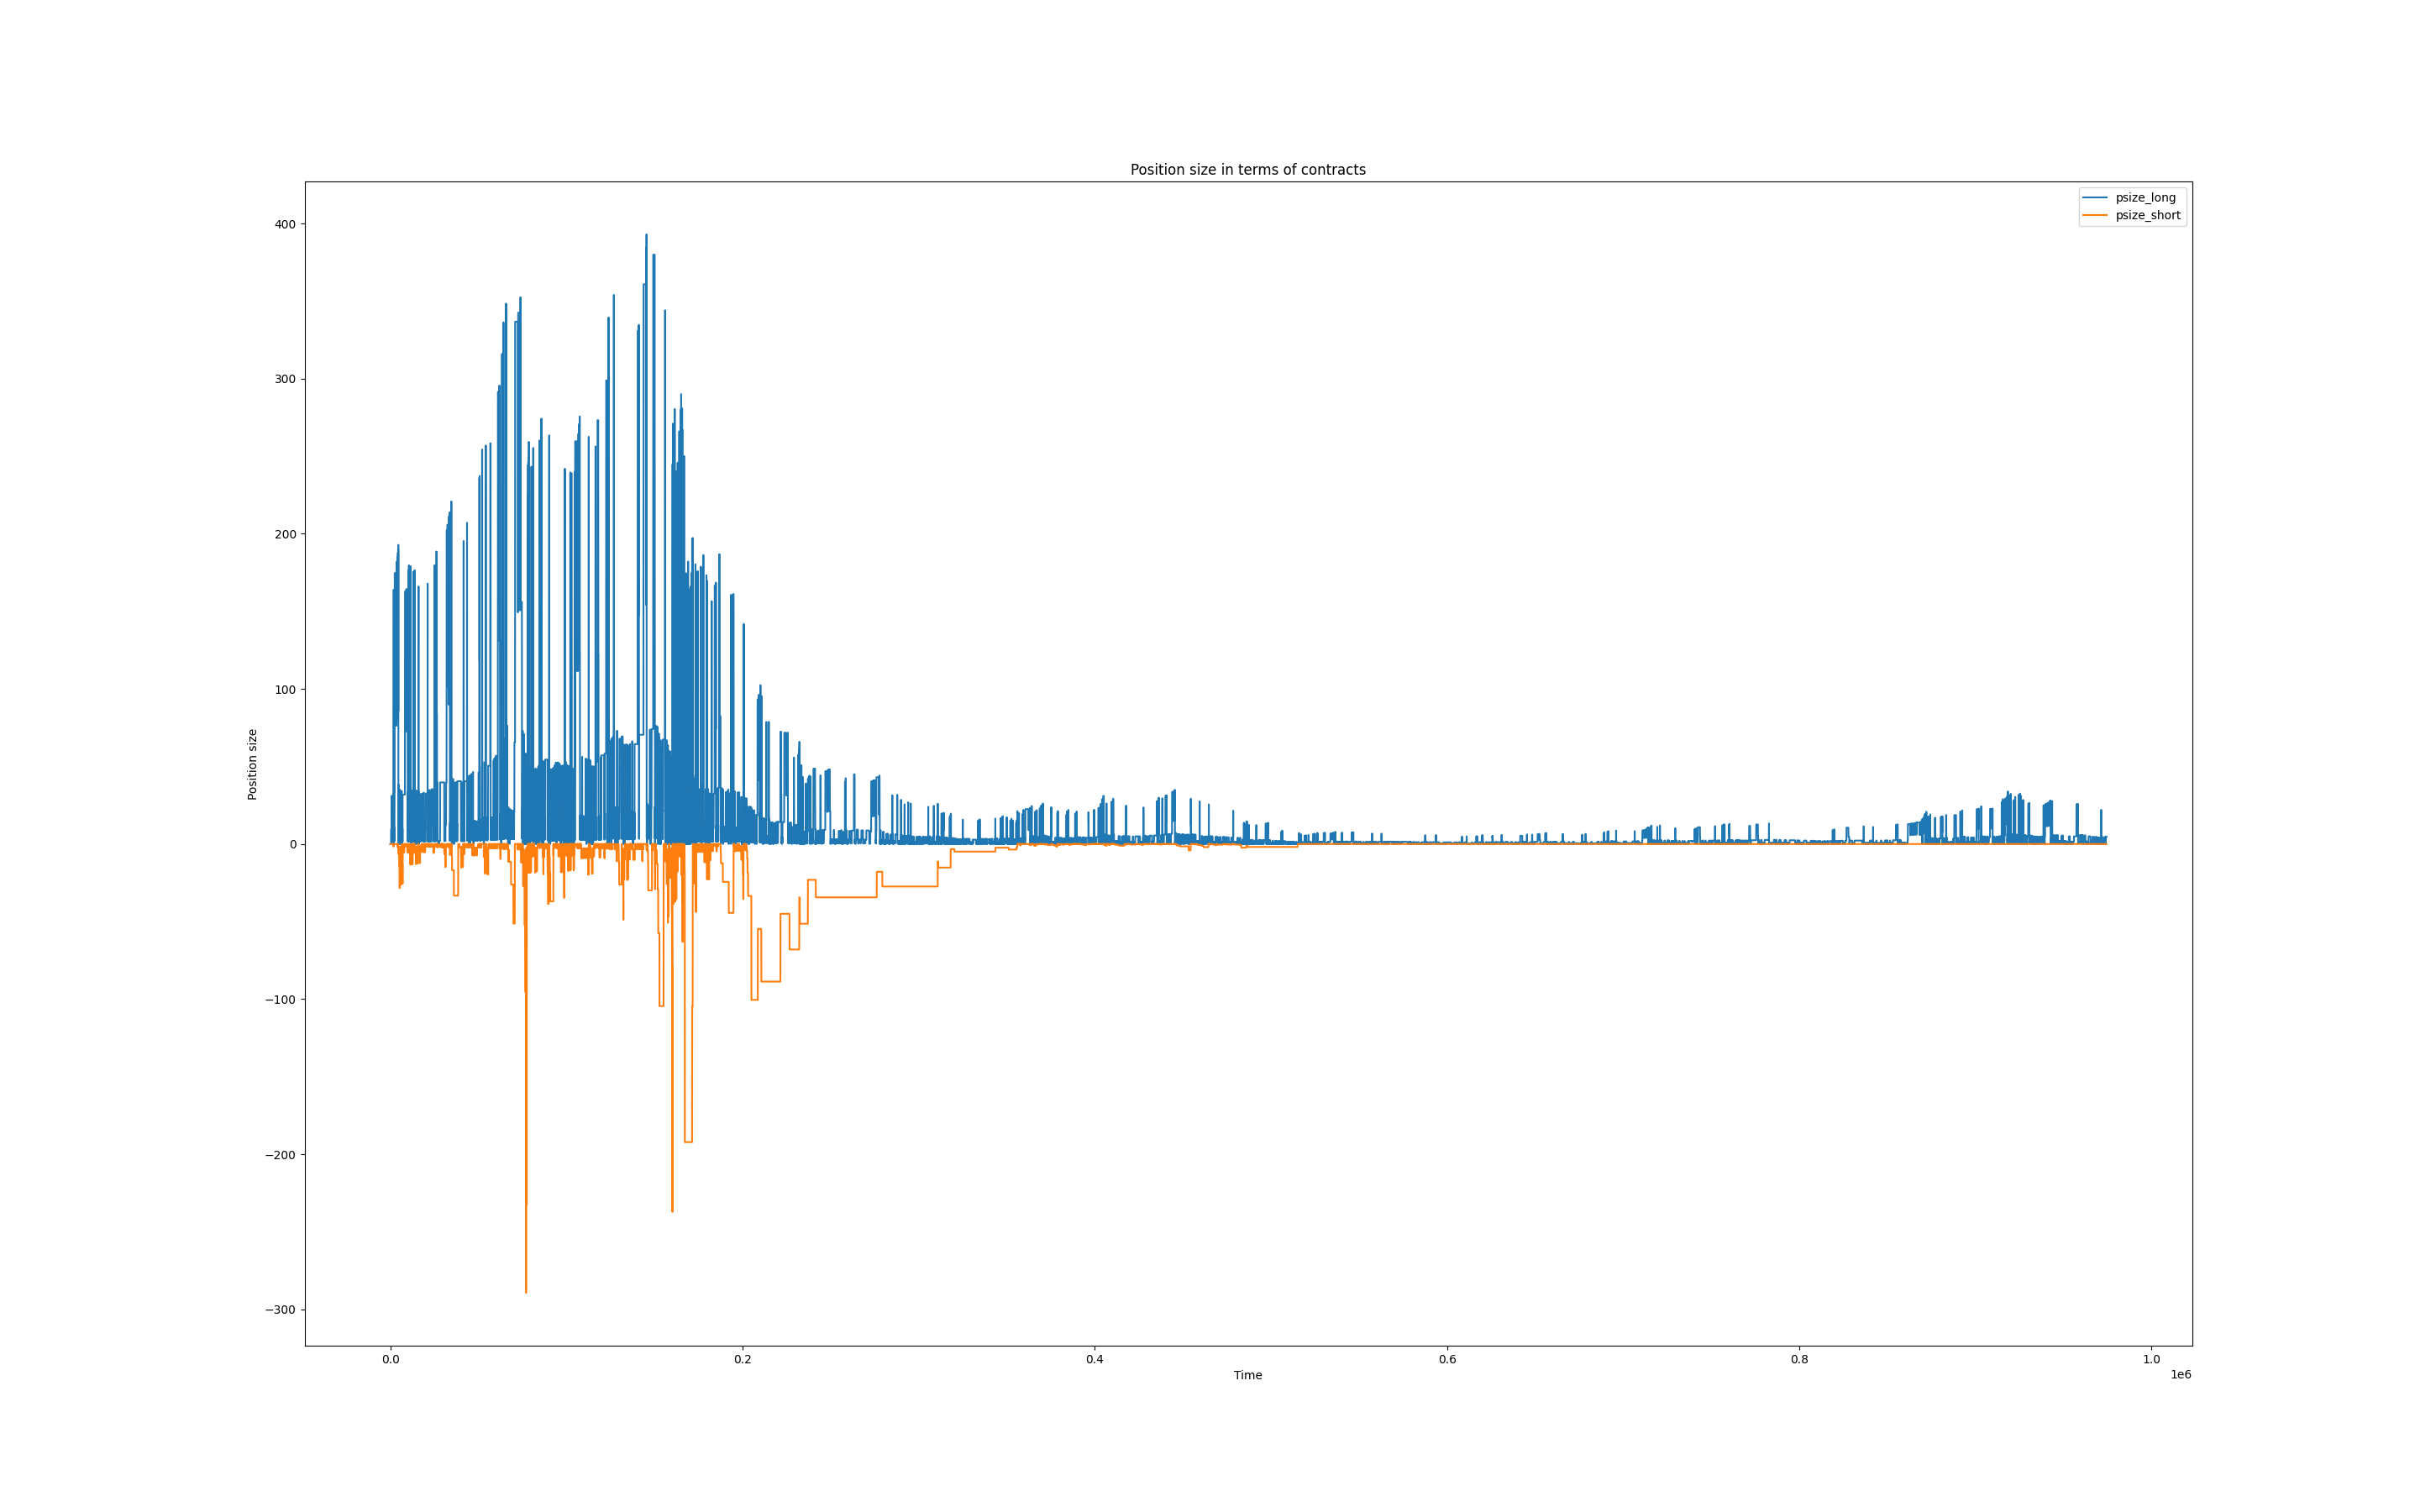 Position size in terms of contracts
psize_long
psize_short
Position size
400
300
200
100
0
−100
−200
−300
0.0
0.2
0.4
0.6
0.8
1.0
Time
1e6